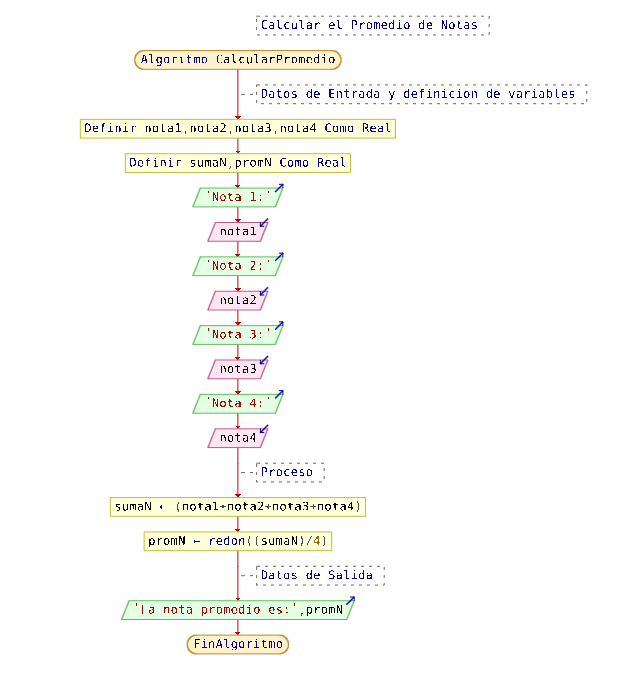 Calcular el Promedio de Notas
Algoritmo CalcularPromedio
Datos de Entrada y definicion de variables
Definir nota1,nota2,nota3,nota4 Como Real
Definir sumaN,promN Como Real
'Nota 1:'
nota1
'Nota 2:'
nota2
'Nota 3:'
nota3
'Nota 4:'
nota4
Proceso
sumaN ← (nota1+nota2+nota3+nota4)
promN ← redon((sumaN)/4)
Datos de Salida
'La nota promedio es:',promN
FinAlgoritmo